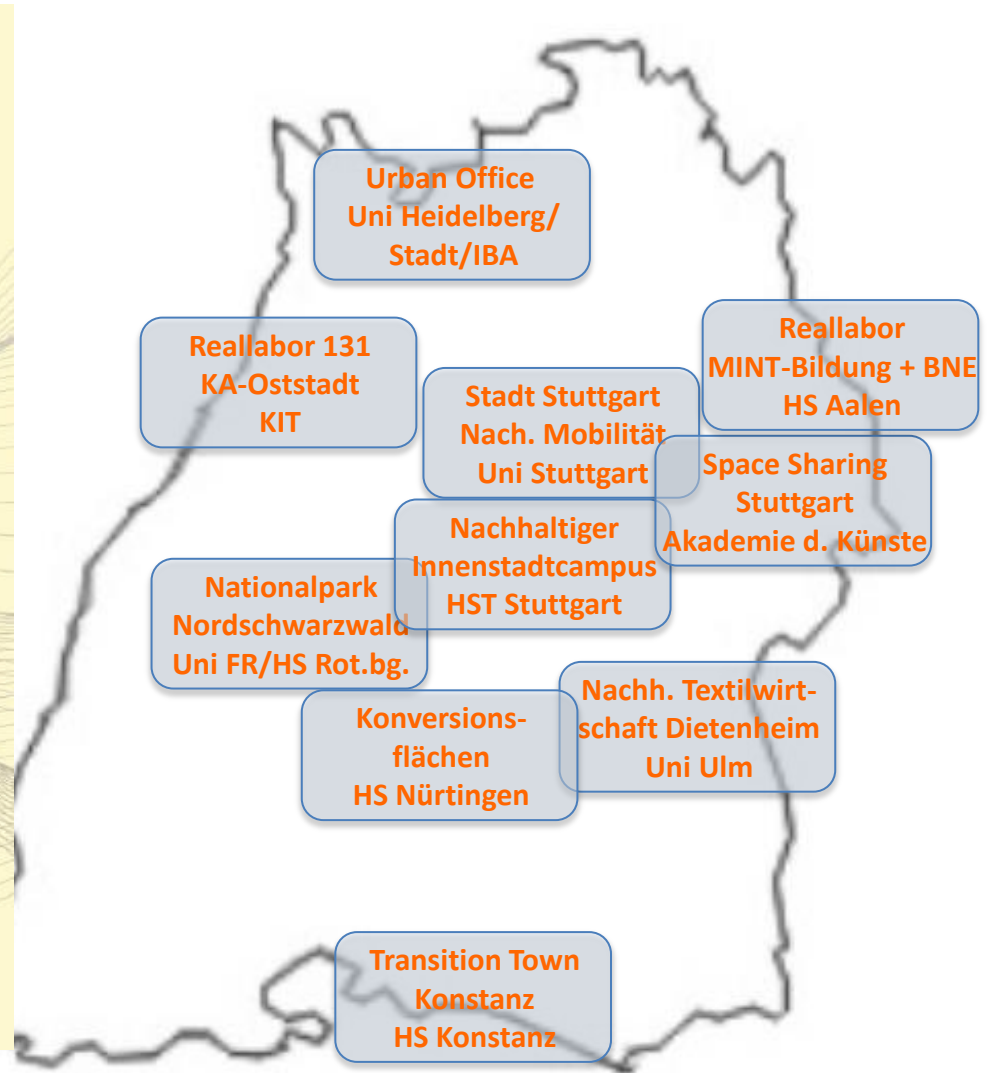 Urban Office
Uni Heidelberg/
Stadt/IBA
Reallabor 131
KA-Oststadt
KIT
Reallabor
MINT-Bildung + BNE
HS Aalen
Stadt Stuttgart
Nach. Mobilität
Uni Stuttgart
Space Sharing
Stuttgart
Akademie d. Künste
Nachhaltiger
Innenstadtcampus
HST Stuttgart
Nationalpark
Nordschwarzwald
Uni FR/HS Rot.bg.
Nachh. Textilwirt-
schaft Dietenheim
Uni Ulm
Konversions-
flächen
HS Nürtingen
Transition Town
Konstanz
HS Konstanz